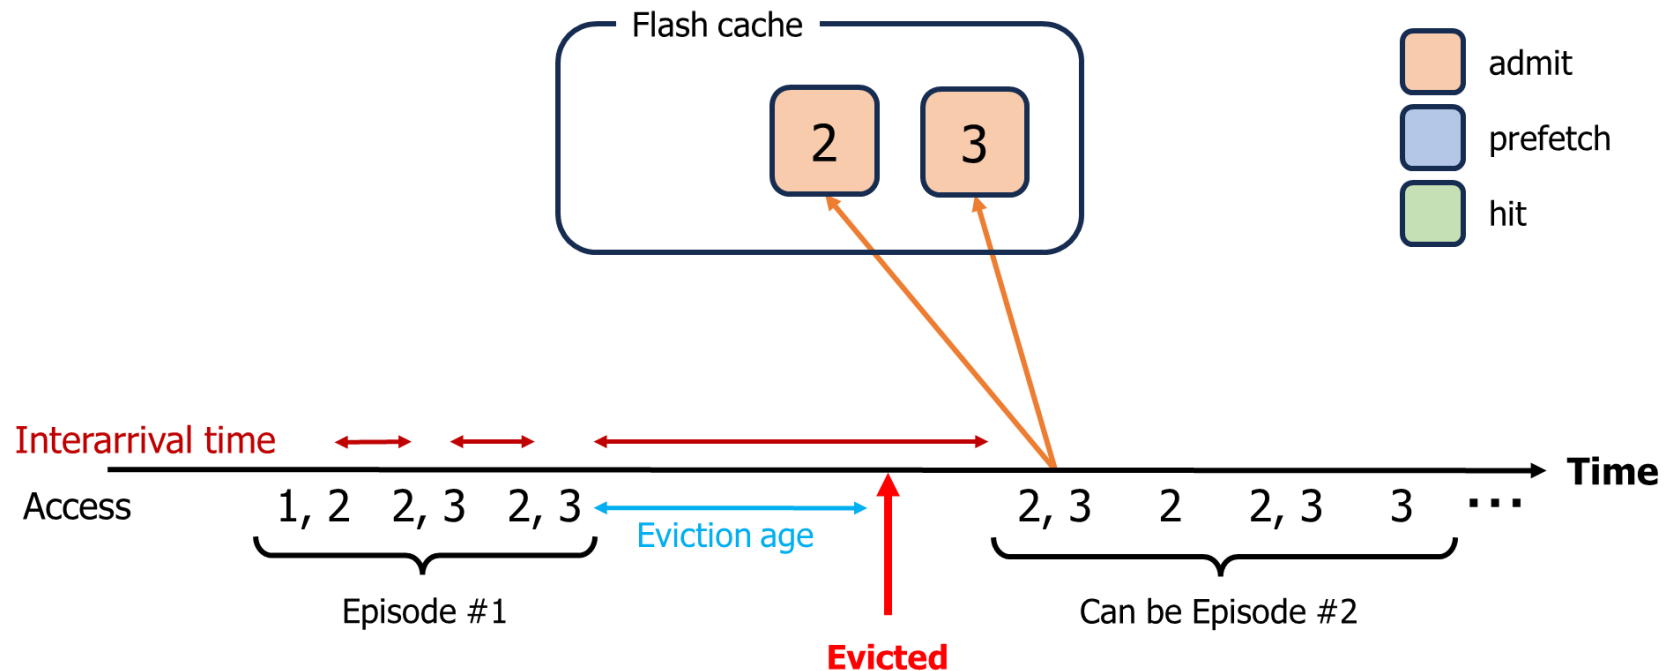 Flash cache
admit
2 3
prefetch
hit
Interarrival time
Time
Access 1, 2 2, 3 2, 3 2, 3 2 2, 3 3 ...
Eviction age
Episode #1 Can be Episode #2
Evicted